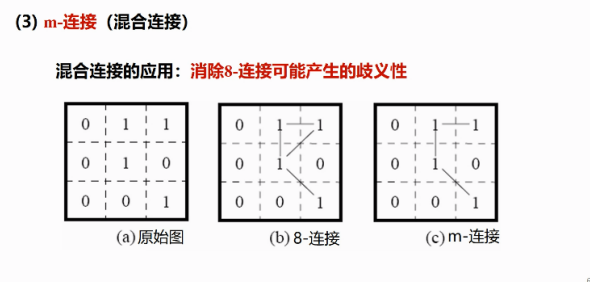 (3) m-连接（混合连接）
混合连接的应用：消除8-连接可能产生的歧义性
0 1 1 0 1 1 0 1 1
0 1 0 0 1 0 0 1 0
0 0 1 0 0 1 0 0 1
(a)原始图 (b) 8-连接 (c) m-连接